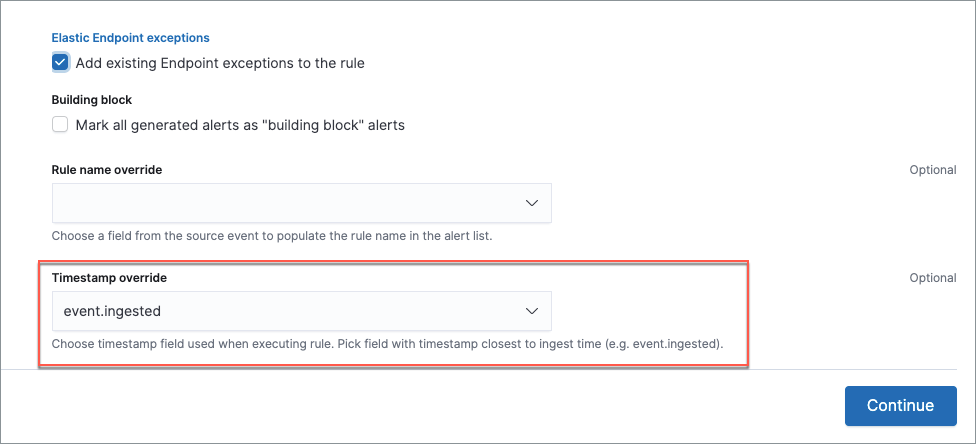 Elastic Endpoint exceptions
Add existing Endpoint exceptions to the rule
Building block
Mark all generated alerts as "building block" alerts
Rule name override Optional
Choose a field from the source event to populate the rule name in the alert list.
Timestamp override Optional
event.ingested
Choose timestamp field used when executing rule. Pick field with timestamp closest to ingest time (e.g. event.ingested).
Continue